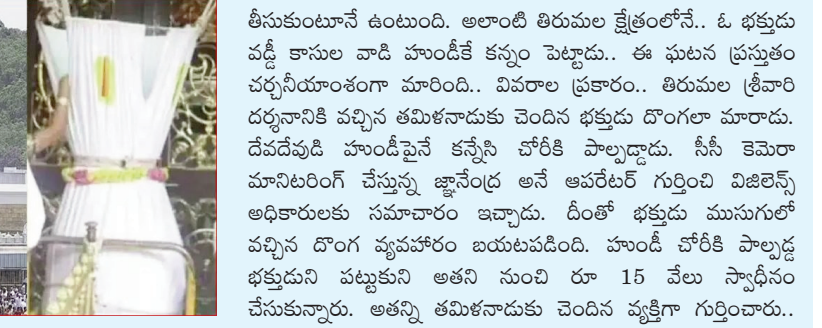 తీసుకుంటూనే ఉంటుంది. అలాంటి తిరుమల క్షేత్రంలోనే.. ఓ భక్తుడు
వడ్డీ కాసుల వాడి హుండీకే కన్నం పెట్టాడు.. ఈ ఘటన ప్రస్తుతం
చర్చనీయాంశంగా మారింది.. వివరాల ప్రకారం.. తిరుమల శ్రీవారి
దర్శనానికి వచ్చిన తమిళనాడుకు చెందిన భక్తుడు దొంగలా మారాడు.
దేవదేవుడి హుండీపైనే కన్నేసి చోరీకి పాల్పడ్డాడు. సీసీ కెమెరా
మానిటరింగ్ చేస్తున్న జ్ఞానేంద్ర అనే ఆపరేటర్ గుర్తించి విజిలెన్స్
అధికారులకు సమాచారం ఇచ్చాడు. దీంతో భక్తుడు ముసుగులో
వచ్చిన దొంగ వ్యవహారం బయటపడింది. హుండీ చోరీకి పాల్పడ్డ
భక్తుడుని పట్టుకుని అతని నుంచి రూ 15 వేలు స్వాధీనం
చేసుకున్నారు. అతన్ని తమిళనాడుకు చెందిన వ్యక్తిగా గుర్తించారు..